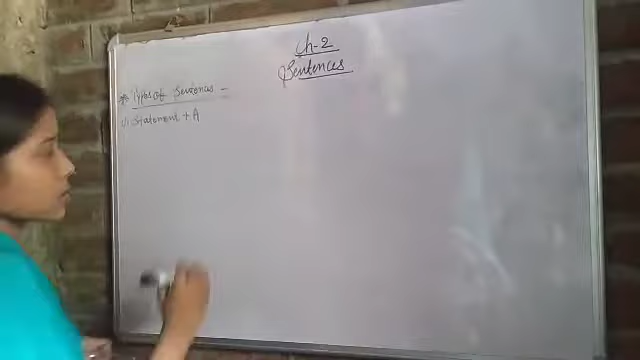 Ch-2
Sentences
* Types of Sentences -
(i) Statement + A